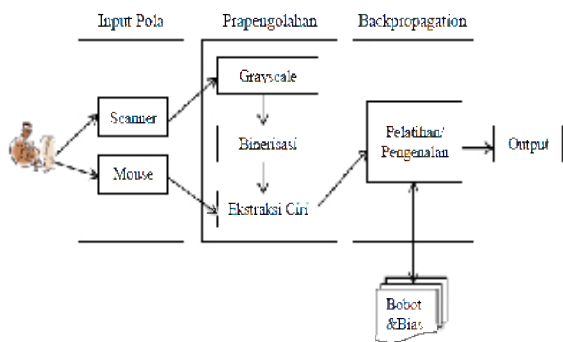 Input Pola
Prapengolahan
Backpropagation
Grayscale
Scanner
Binerisasi
Pelatihan/
Pengenalan
Output
Mouse
Ekstraksi Ciri
Bobot
&Bias